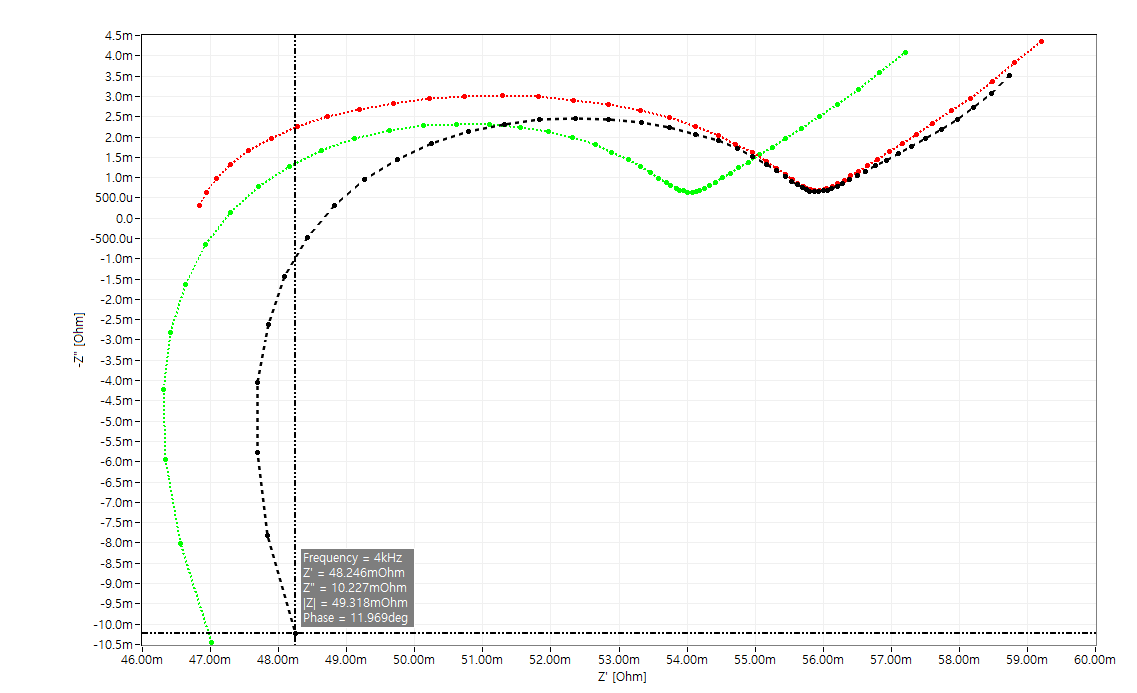 4.5m
4.0m
3.5m
3.0m
2.5m
2.0m
1.5m
1.0m
500.0u
0.0
-500.0u
-1.0m
-1.5m
-2.0m
-2.5m
-3.0m
-3.5m
-4.0m
-4.5m
-5.0m
-5.5m
-6.0m
-6.5m
-7.0m
-7.5m
-8.0m
-8.5m
-9.0m
-9.5m
-10.0m
-10.5m
-Z" [Ohm]
Frequency = 4kHz
Z' = 48.246mOhm
Z" = 10.227mOhm
|Z| = 49.318mOhm
Phase = 11.969deg
46.00m 47.00m 48.00m 49.00m 50.00m 51.00m 52.00m 53.00m 54.00m 55.00m 56.00m 57.00m 58.00m 59.00m 60.00m
Z' [Ohm]